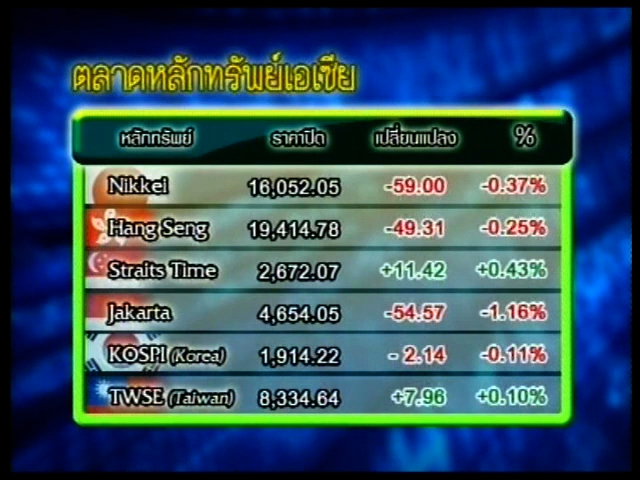 ตลาดหลักทรัพย์เอเซีย
หลักทรัพย์ ราคาปิด เปลี่ยนแปลง %
Nikkei 16,052.05 -59.00 -0.37%
Hang Seng 19,414.78 -49.31 -0.25%
Straits Time 2,672.07 +11.42 +0.43%
Jakarta 4,654.05 -54.57 -1.16%
KOSPI (Korea) 1,914.22 - 2.14 -0.11%
TWSE (Taiwan) 8,334.64 +7.96 +0.10%